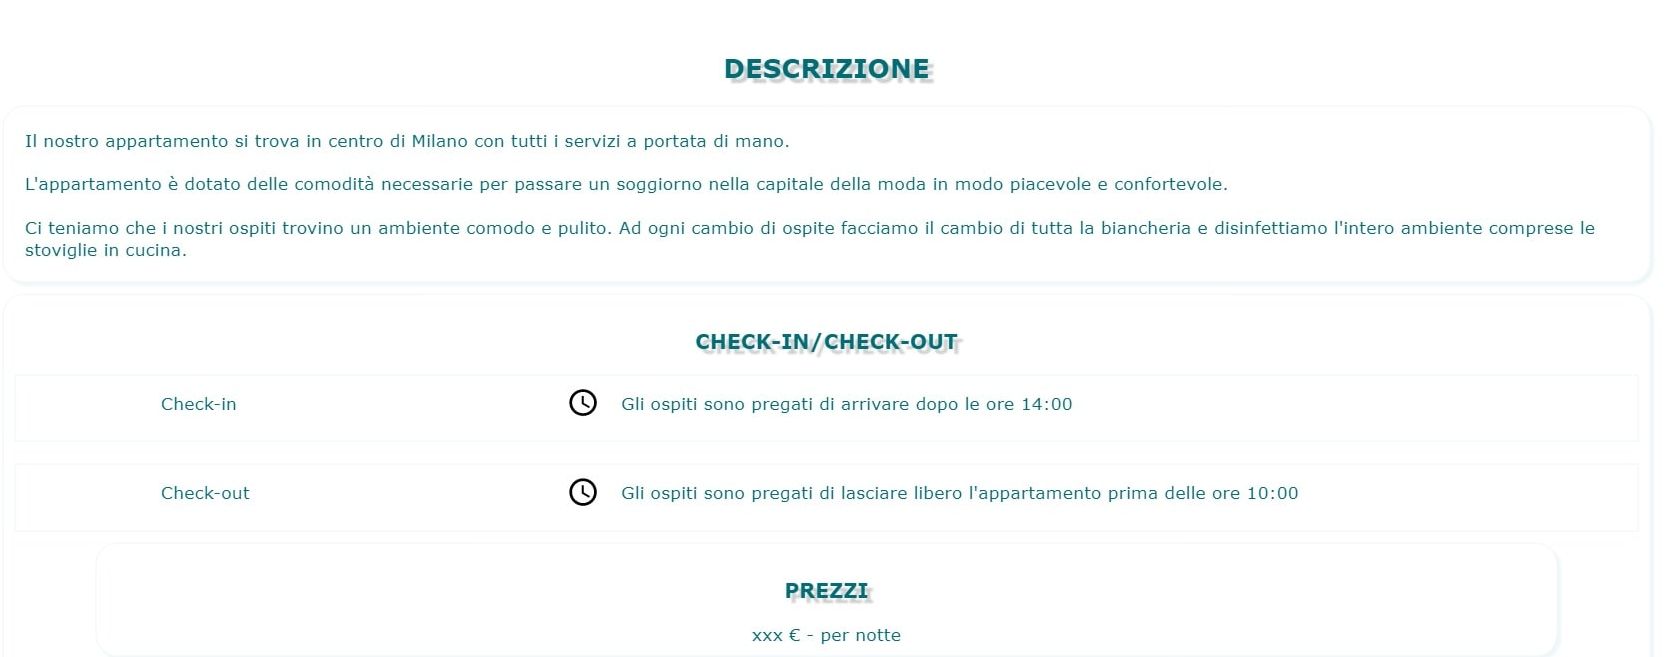 DESCRIZIONE
Il nostro appartamento si trova in centro di Milano con tutti i servizi a portata di mano.
L'appartamento è dotato delle comodità necessarie per passare un soggiorno nella capitale della moda in modo piacevole e confortevole.
Ci teniamo che i nostri ospiti trovino un ambiente comodo e pulito. Ad ogni cambio di ospite facciamo il cambio di tutta la biancheria e disinfettiamo l'intero ambiente comprese le
stoviglie in cucina.
CHECK-IN/CHECK-OUT
Check-in Gli ospiti sono pregati di arrivare dopo le ore 14:00
Check-out Gli ospiti sono pregati di lasciare libero l'appartamento prima delle ore 10:00
PREZZI
xxx € - per notte